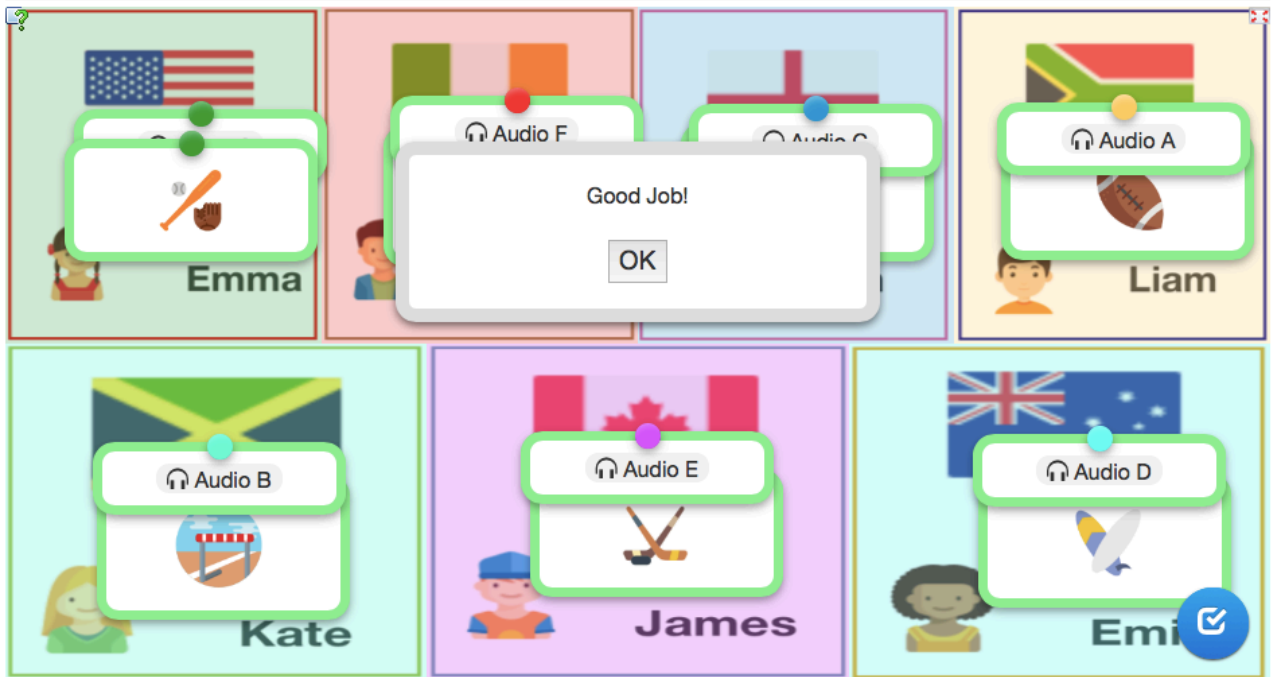 Audio F
Audio A
Good Job!
OK
Emma
Liam
Audio B
Audio E
Audio D
Kate
James